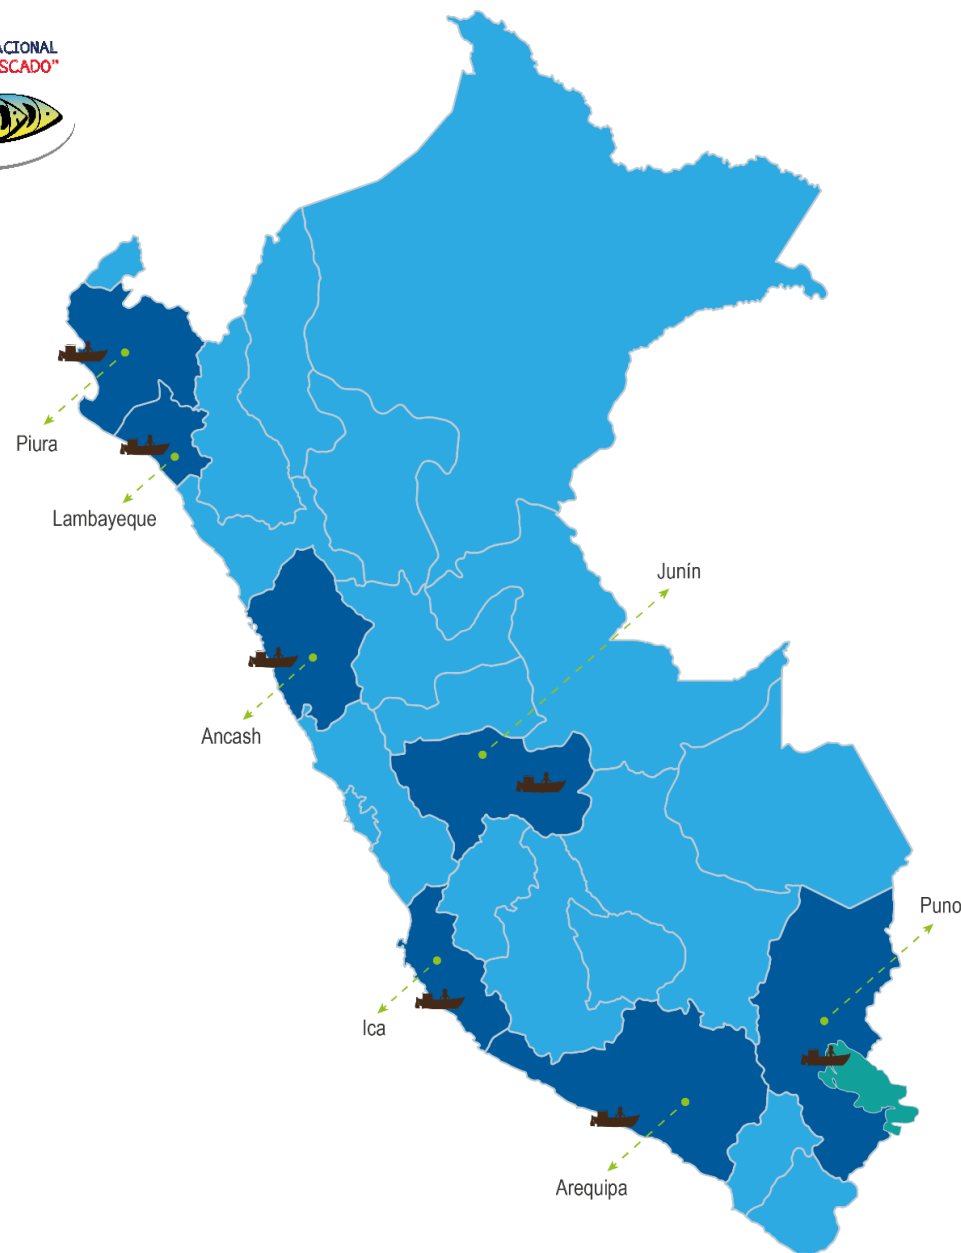 ACIONAL
SCADO"
Piura
Lambayeque
Junín
Ancash
Puno
Ica
Arequipa